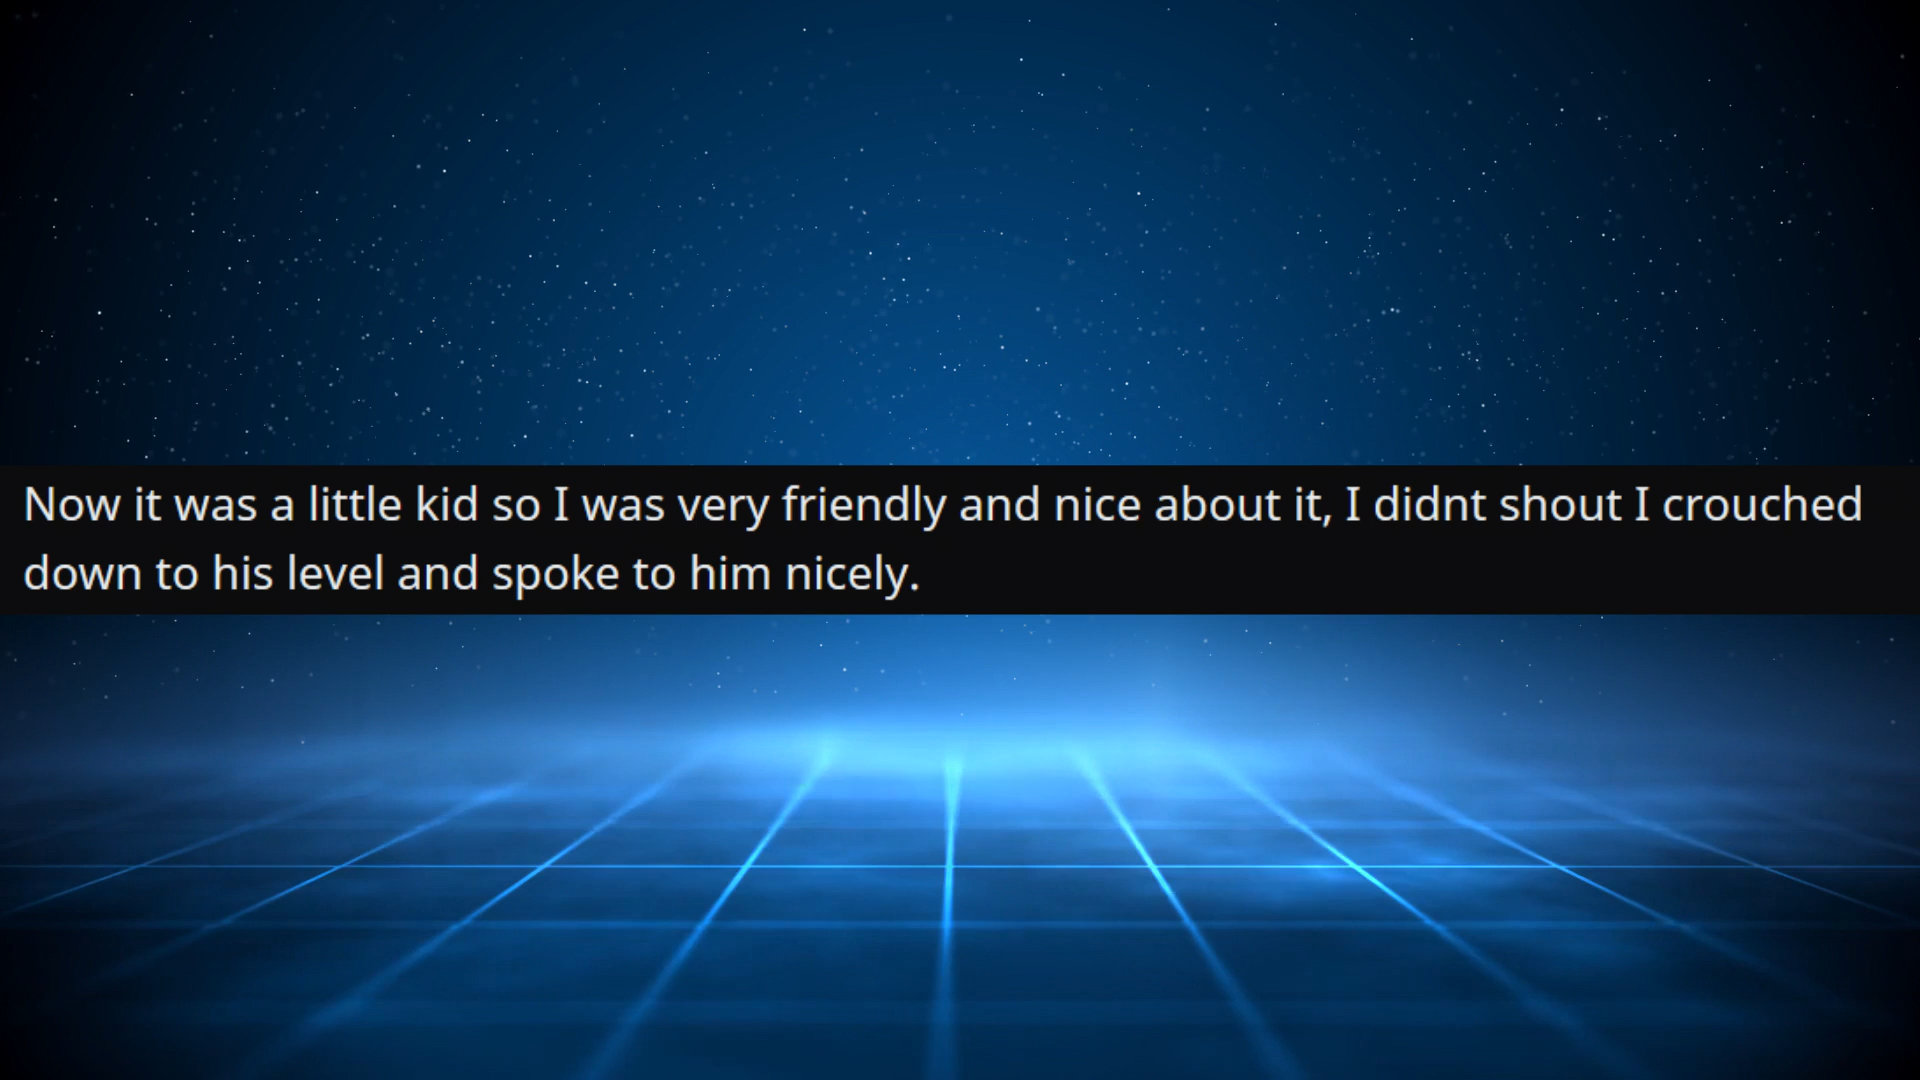 Now it was a little kid so I was very friendly and nice about it, I didnt shout I crouched
down to his level and spoke to him nicely.